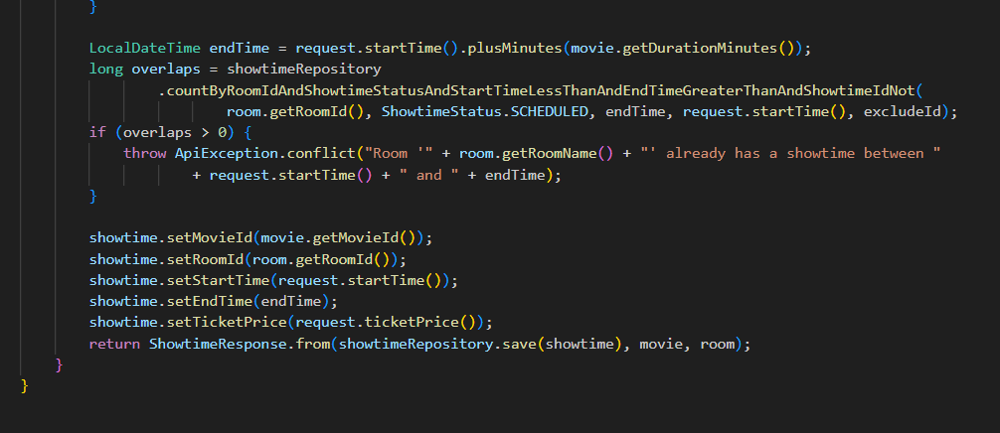 }
LocalDateTime endTime = request.startTime().plusMinutes(movie.getDurationMinutes());
long overlaps = showtimeRepository
.countByRoomIdAndShowtimeStatusAndStartTimeLessThanAndEndTimeGreaterThanAndShowtimeIdNot(
room.getRoomId(), ShowtimeStatus.SCHEDULED, endTime, request.startTime(), excludeId);
if (overlaps > 0) {
throw ApiException.conflict("Room '" + room.getRoomName() + "' already has a showtime between "
+ request.startTime() + " and " + endTime);
}
showtime.setMovieId(movie.getMovieId());
showtime.setRoomId(room.getRoomId());
showtime.setStartTime(request.startTime());
showtime.setEndTime(endTime);
showtime.setTicketPrice(request.ticketPrice());
return ShowtimeResponse.from(showtimeRepository.save(showtime), movie, room);
}
}